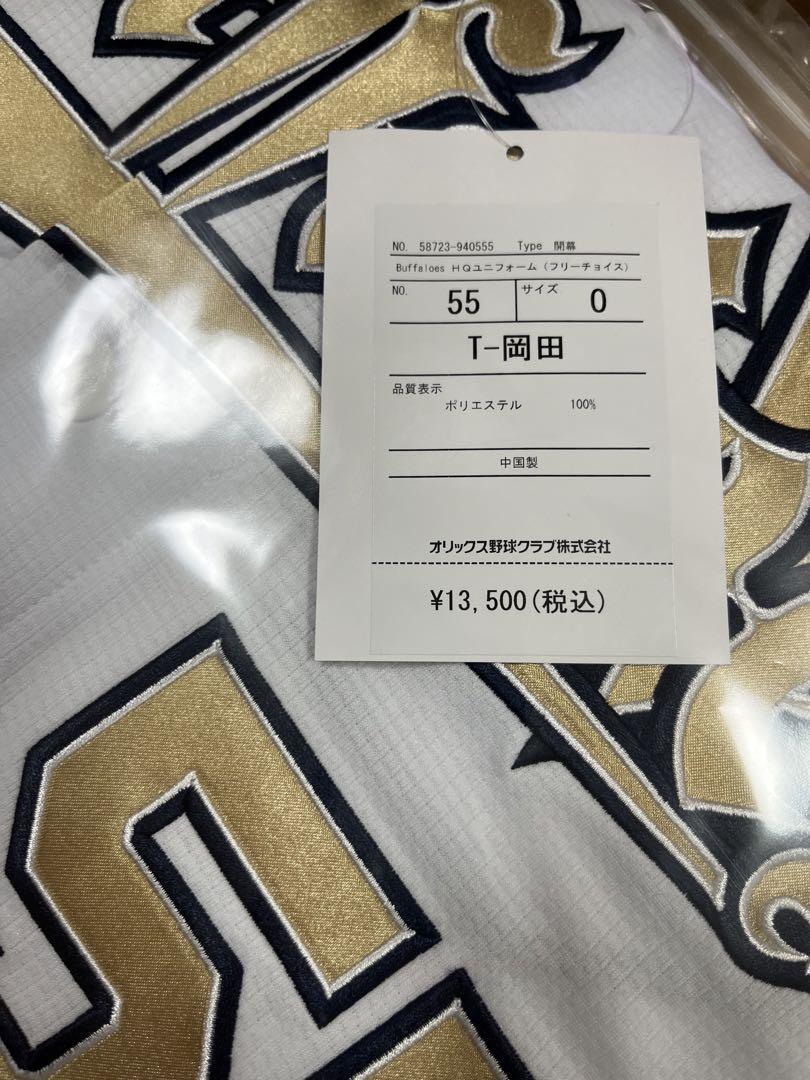 NO. 58723-940555 Type 開幕
Buffaloes HQユニフォーム(フリーチョイス)
NO. 55 サイズ 0
T-岡田
品質表示
ポリエステル 100%
中国製
オリックス野球クラブ株式会社
¥13,500(税込)